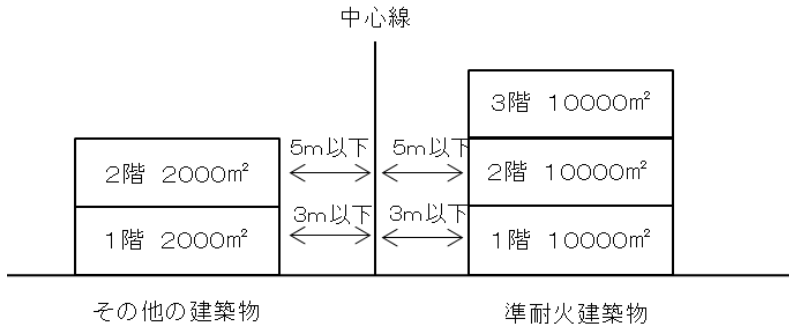 中心線
3階 10000㎡
5m以下 5m以下
2階 2000㎡ 2階 10000㎡
3m以下 3m以下
1階 2000㎡ 1階 10000㎡
その他の建築物 準耐火建築物